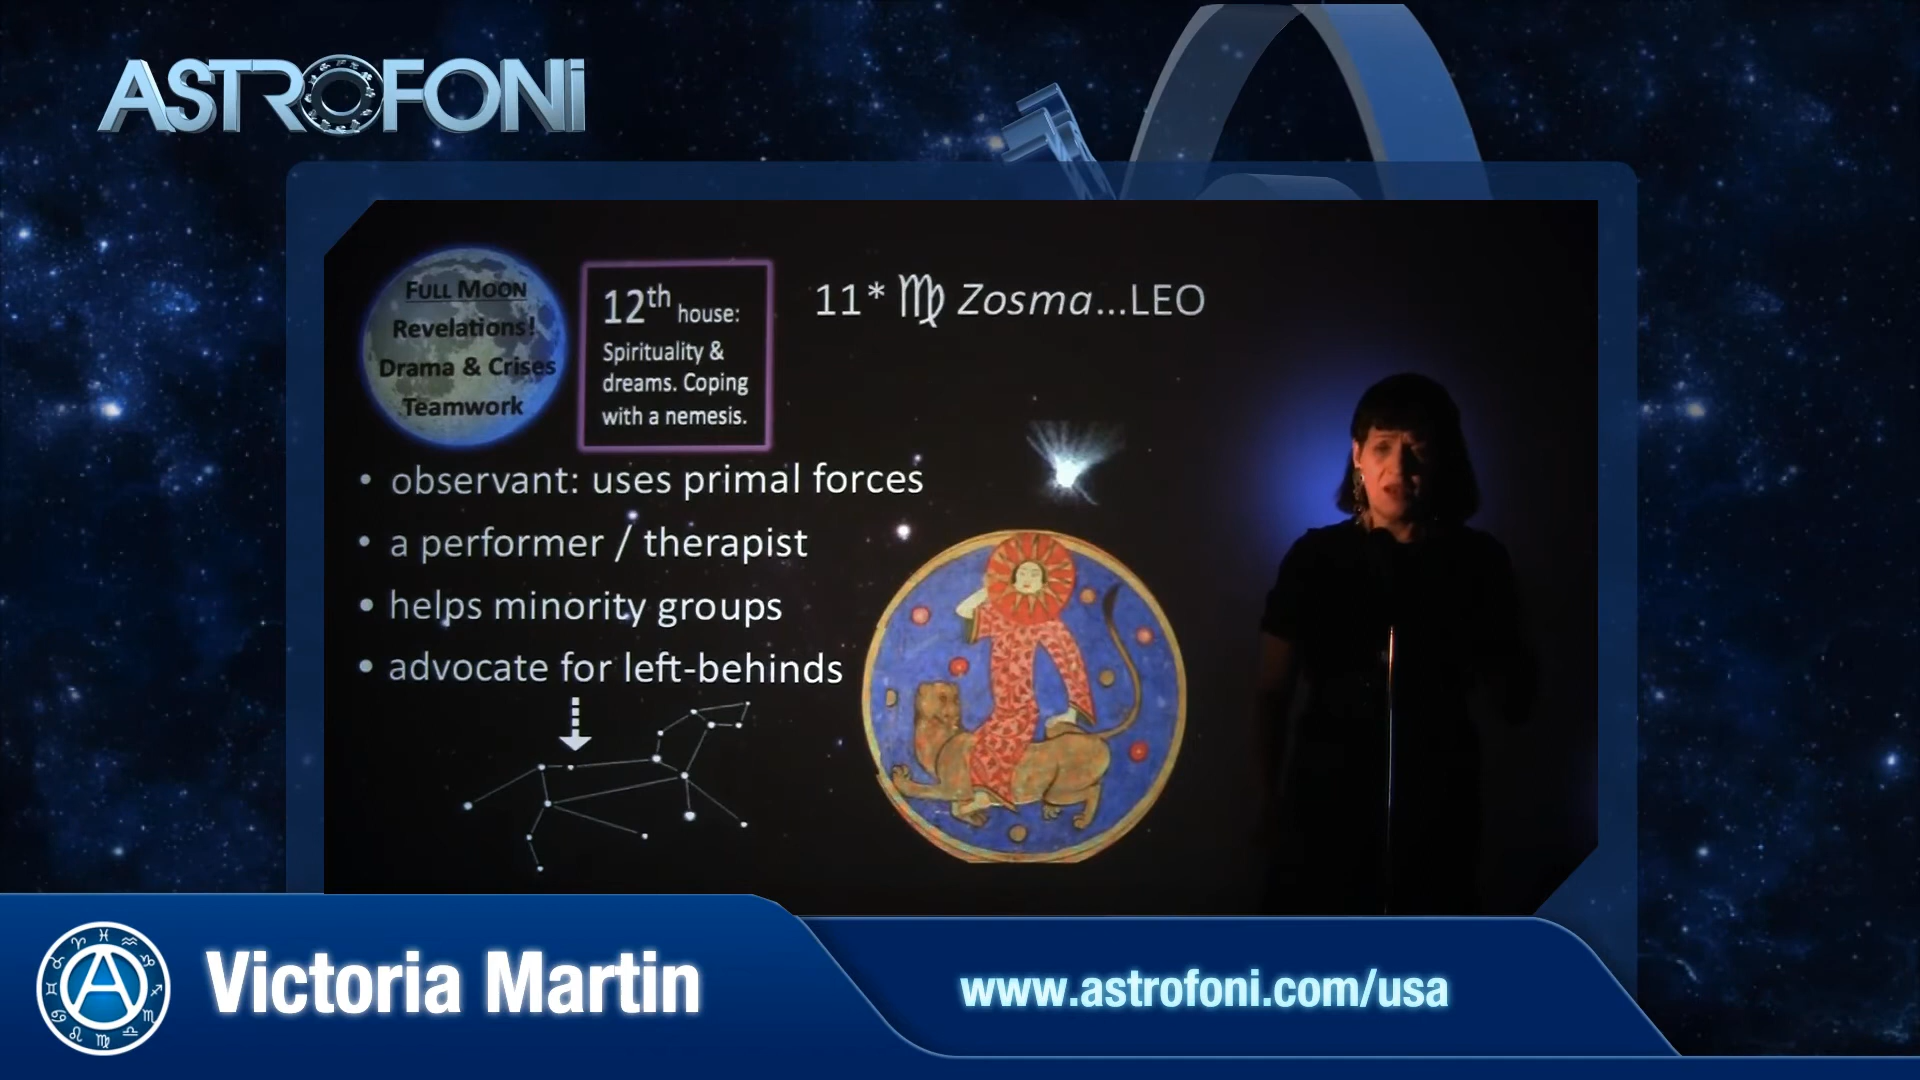 ASTROFONi
FULL MOON
Revelations!
Drama & Crises
Teamwork
12th house:
Spirituality &
dreams. Coping
with a nemesis.
11* ♍ Zosma...LEO
• observant: uses primal forces
• a performer / therapist
• helps minority groups
• advocate for left-behinds
Victoria Martin
www.astrofoni.com/usa